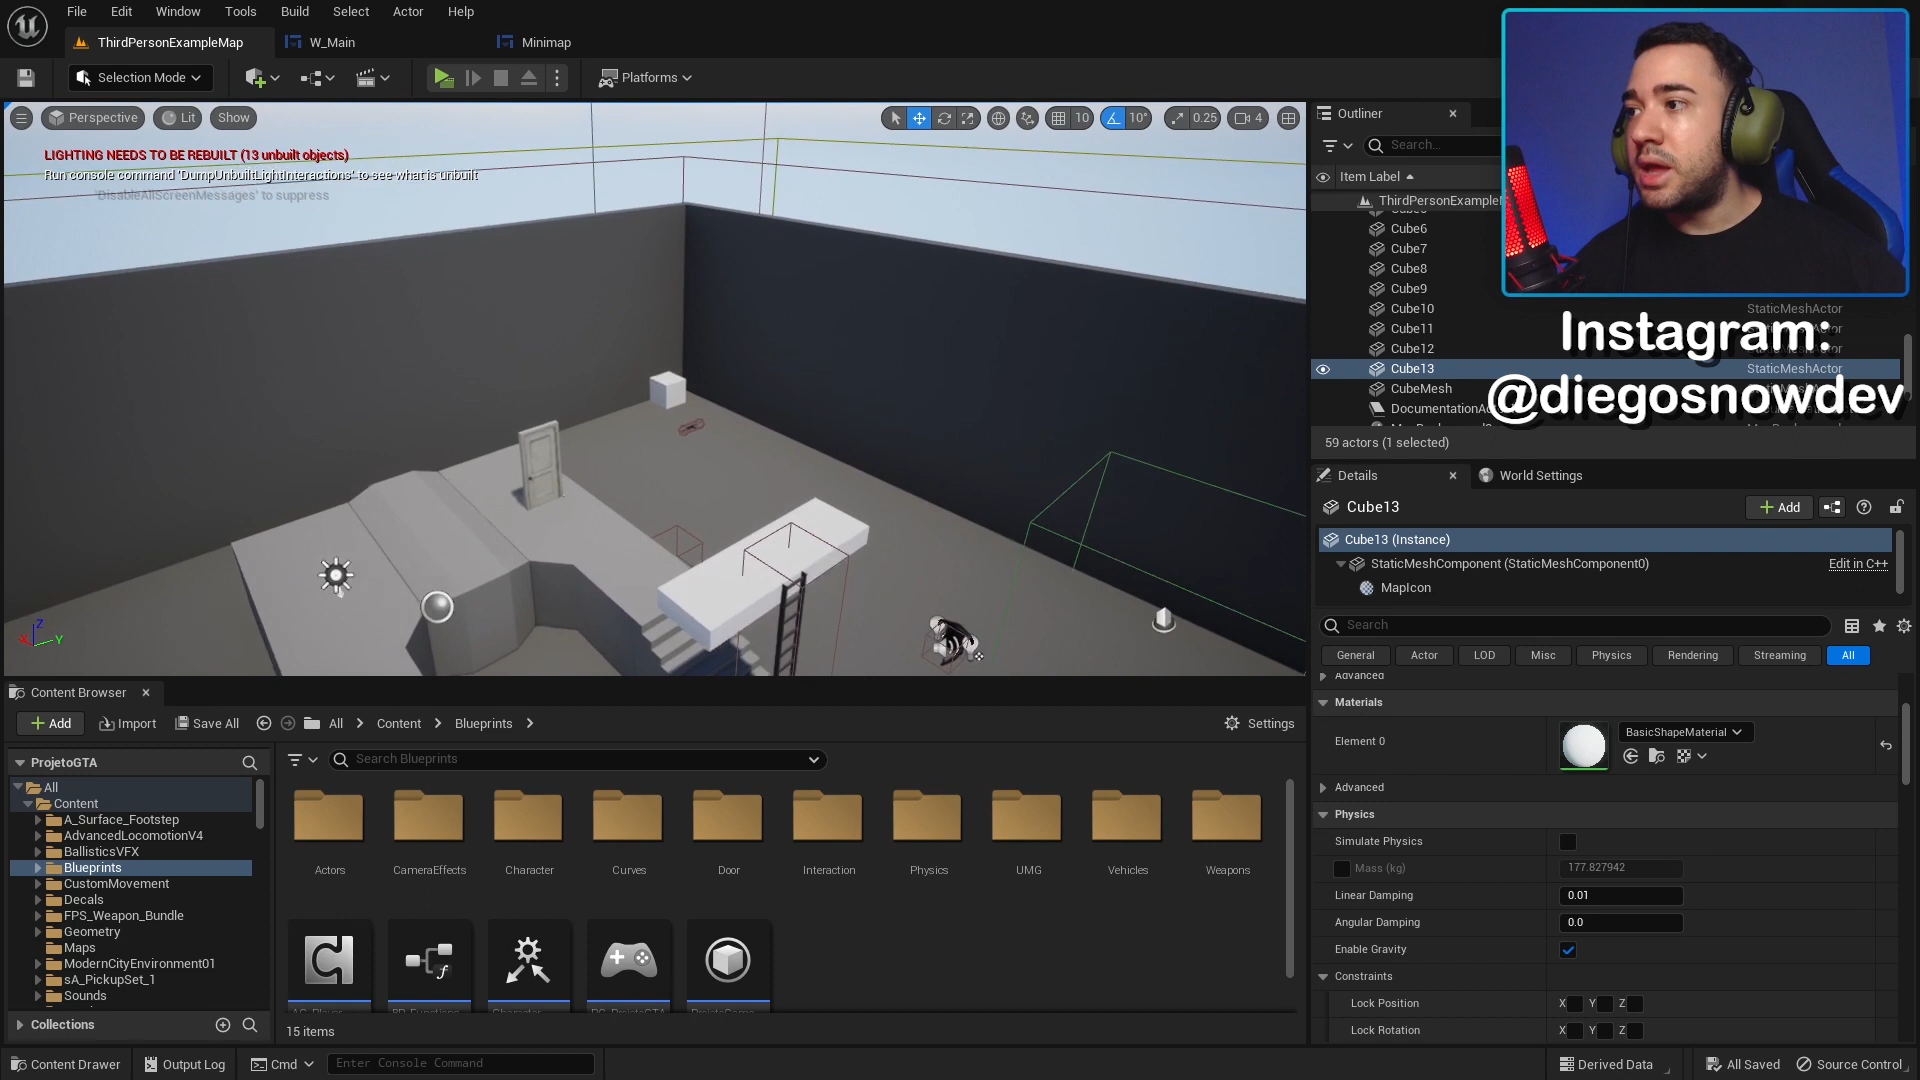 File Edit Window Tools Build Select Actor Help
ThirdPersonExampleMap W_Main Minimap
Selection Mode Platforms
Perspective Lit Show 10 10° 0.25 4
LIGHTING NEEDS TO BE REBUILT (13 unbuilt objects)
Run console command 'DumpUnbuiltLightInteractions' to see what is unbuilt
'DisableAllScreenMessages' to suppress
Outliner
Search...
Item Label
ThirdPersonExample
Cube6
Cube7
Cube8
Cube9
Cube10 StaticMeshActor
Cube11
Cube12
Cube13 StaticMeshActor
CubeMesh
DocumentationAc
59 actors (1 selected)
Instagram:
@diegosnowdev
Details World Settings
Cube13 Add
Cube13 (Instance)
StaticMeshComponent (StaticMeshComponent0) Edit in C++
MapIcon
Search
General Actor LOD Misc Physics Rendering Streaming All
Advanced
Materials
Element 0 BasicShapeMaterial
Advanced
Physics
Simulate Physics
Mass (kg) 177.827942
Linear Damping 0.01
Angular Damping 0.0
Enable Gravity
Constraints
Lock Position X Y Z
Lock Rotation X Y Z
X Z Y
Content Browser
Add Import Save All All Content Blueprints Settings
ProjetoGTA
Search Blueprints
All
Content
A_Surface_Footstep
AdvancedLocomotionV4
BallisticsVFX
Blueprints
CustomMovement
Decals
FPS_Weapon_Bundle
Geometry
Maps
ModernCityEnvironment01
sA_PickupSet_1
Sounds
Collections
Actors CameraEffects Character Curves Door Interaction Physics UMG Vehicles Weapons
15 items
Content Drawer Output Log Cmd Enter Console Command Derived Data All Saved Source Control